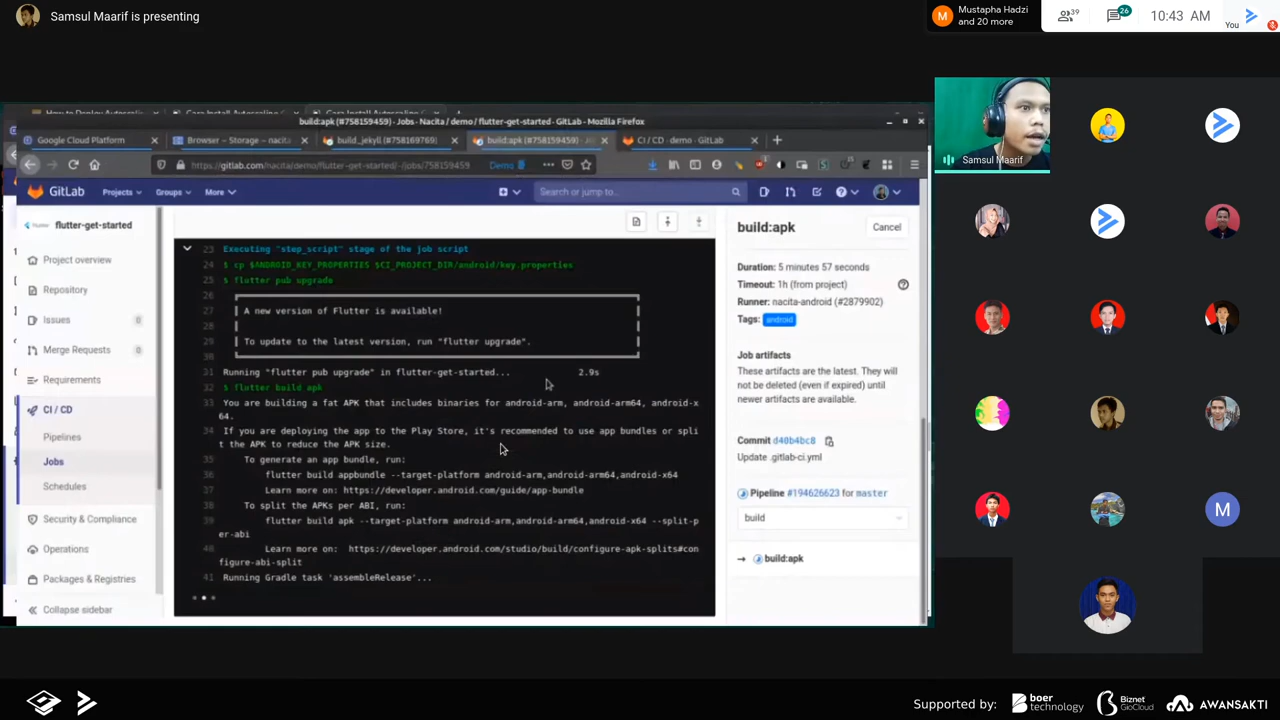 Samsul Maarif is presenting
M
Mustapha Hadzi
and 20 more
39
26
10:43 AM
You
build:apk (#758159459) · Jobs · Nacita / demo / flutter-get-started · GitLab - Mozilla Firefox
Google Cloud Platform
Browser – Storage – nacita
build_jekyll (#758169769)
build:apk (#758159459)
CI / CD · demo · GitLab
https://gitlab.com/nacita/demo/flutter-get-started/-/jobs/758159459
Demo
GitLab
Projects
Groups
More
Search or jump to...
flutter-get-started
Project overview
Repository
Issues
0
Merge Requests
0
Requirements
CI / CD
Pipelines
Jobs
Schedules
Security & Compliance
Operations
Packages & Registries
Collapse sidebar
23 Executing "step_script" stage of the job script
24 $ cp $ANDROID_KEY_PROPERTIES $CI_PROJECT_DIR/android/key.properties
25 $ flutter pub upgrade
26
27 A new version of Flutter is available!
28
29 To update to the latest version, run "flutter upgrade".
30
31 Running "flutter pub upgrade" in flutter-get-started... 2.9s
32 $ flutter build apk
33 You are building a fat APK that includes binaries for android-arm, android-arm64, android-x
64.
34 If you are deploying the app to the Play Store, it's recommended to use app bundles or spli
t the APK to reduce the APK size.
35 To generate an app bundle, run:
36 flutter build appbundle --target-platform android-arm,android-arm64,android-x64
37 Learn more on: https://developer.android.com/guide/app-bundle
38 To split the APKs per ABI, run:
39 flutter build apk --target-platform android-arm,android-arm64,android-x64 --split-p
er-abi
40 Learn more on: https://developer.android.com/studio/build/configure-apk-splits#con
figure-abi-split
41 Running Gradle task 'assembleRelease'...
build:apk
Cancel
Duration: 5 minutes 57 seconds
Timeout: 1h (from project)
Runner: nacita-android (#2879902)
Tags: android
Job artifacts
These artifacts are the latest. They will
not be deleted (even if expired) until
newer artifacts are available.
Commit d40b4bc8
Update .gitlab-ci.yml
Pipeline #194626623 for master
build
→ build:apk
Samsul Maarif
M
Supported by:
boer
technology
Biznet
GioCloud
AWANSAKTI